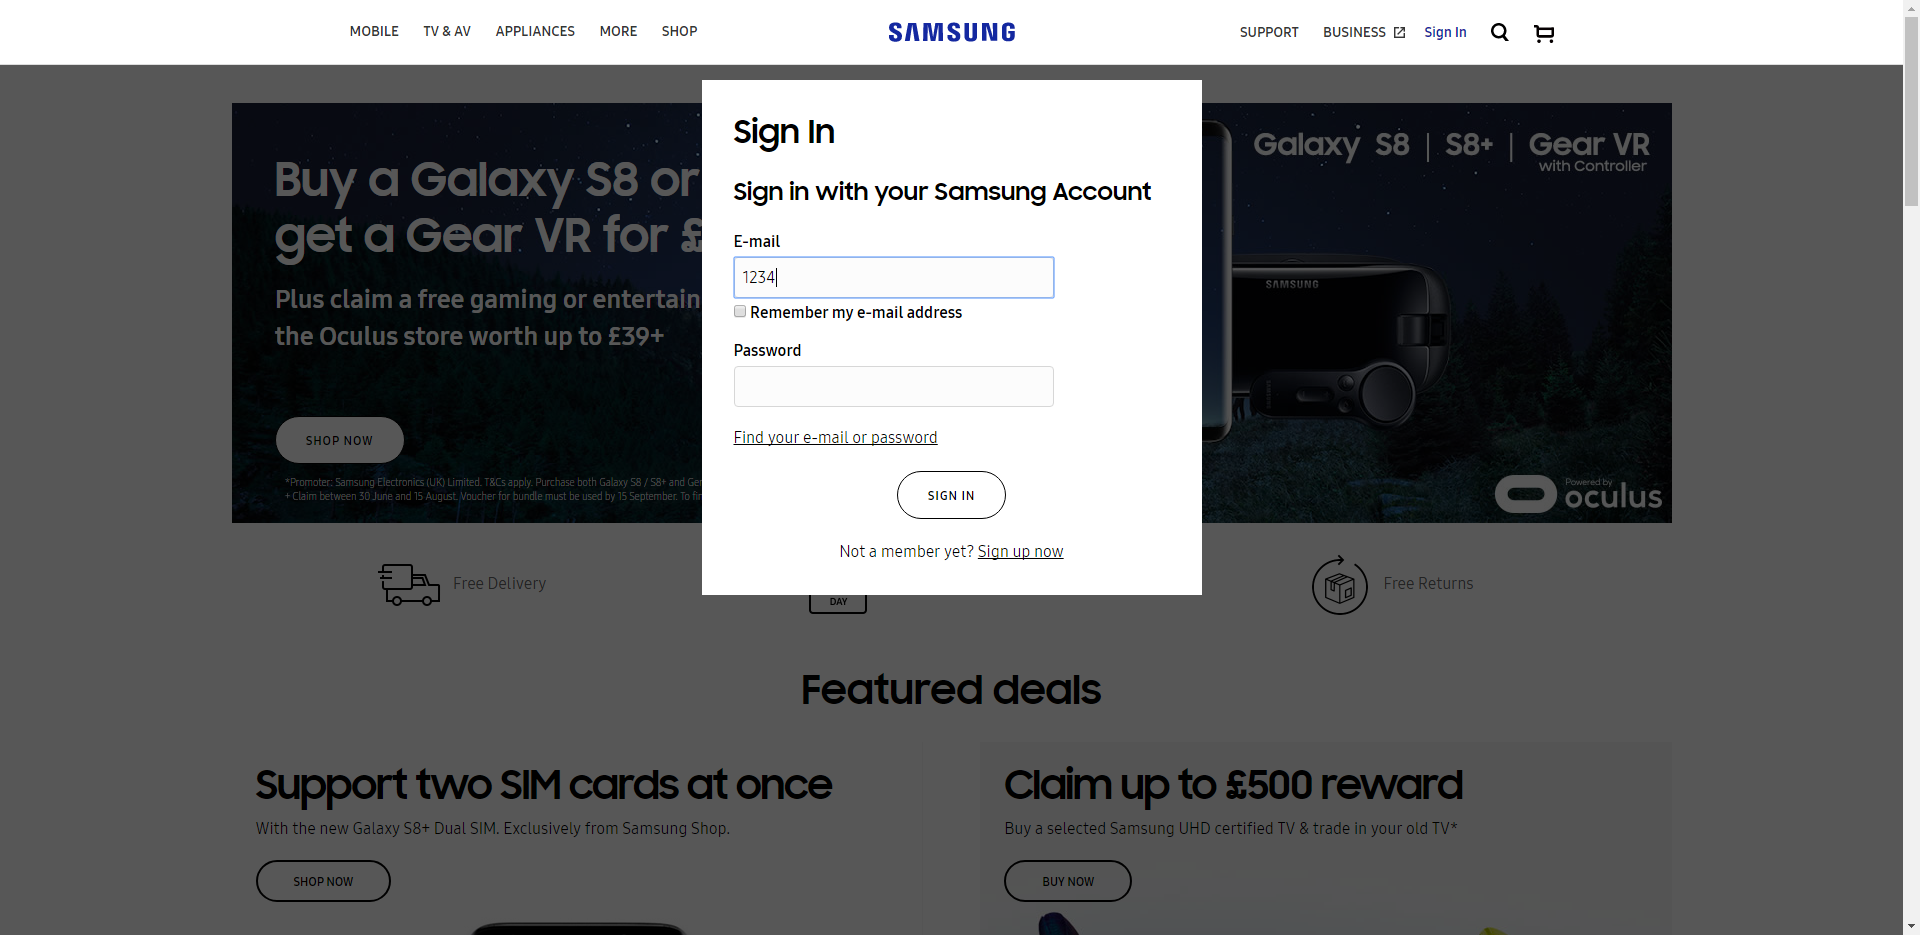 MOBILE TV & AV APPLIANCES MORE SHOP SAMSUNG SUPPORT BUSINESS Sign In
Sign In
Sign in with your Samsung Account
E-mail
1234
Remember my e-mail address
Password
Find your e-mail or password
SIGN IN
Not a member yet? Sign up now
Buy a Galaxy S8 or
get a Gear VR for £
Plus claim a free gaming or entertain
the Oculus store worth up to £39+
SHOP NOW
*Promoter: Samsung Electronics (UK) Limited. T&Cs apply. Purchase both Galaxy S8 / S8+ and Ge
+ Claim between 30 June and 15 August. Voucher for bundle must be used by 15 September. To fi
Galaxy S8 | S8+ | Gear VR
with Controller
SAMSUNG
Powered by
oculus
Free Delivery
DAY
Free Returns
Featured deals
Support two SIM cards at once
With the new Galaxy S8+ Dual SIM. Exclusively from Samsung Shop.
SHOP NOW
Claim up to £500 reward
Buy a selected Samsung UHD certified TV & trade in your old TV*
BUY NOW